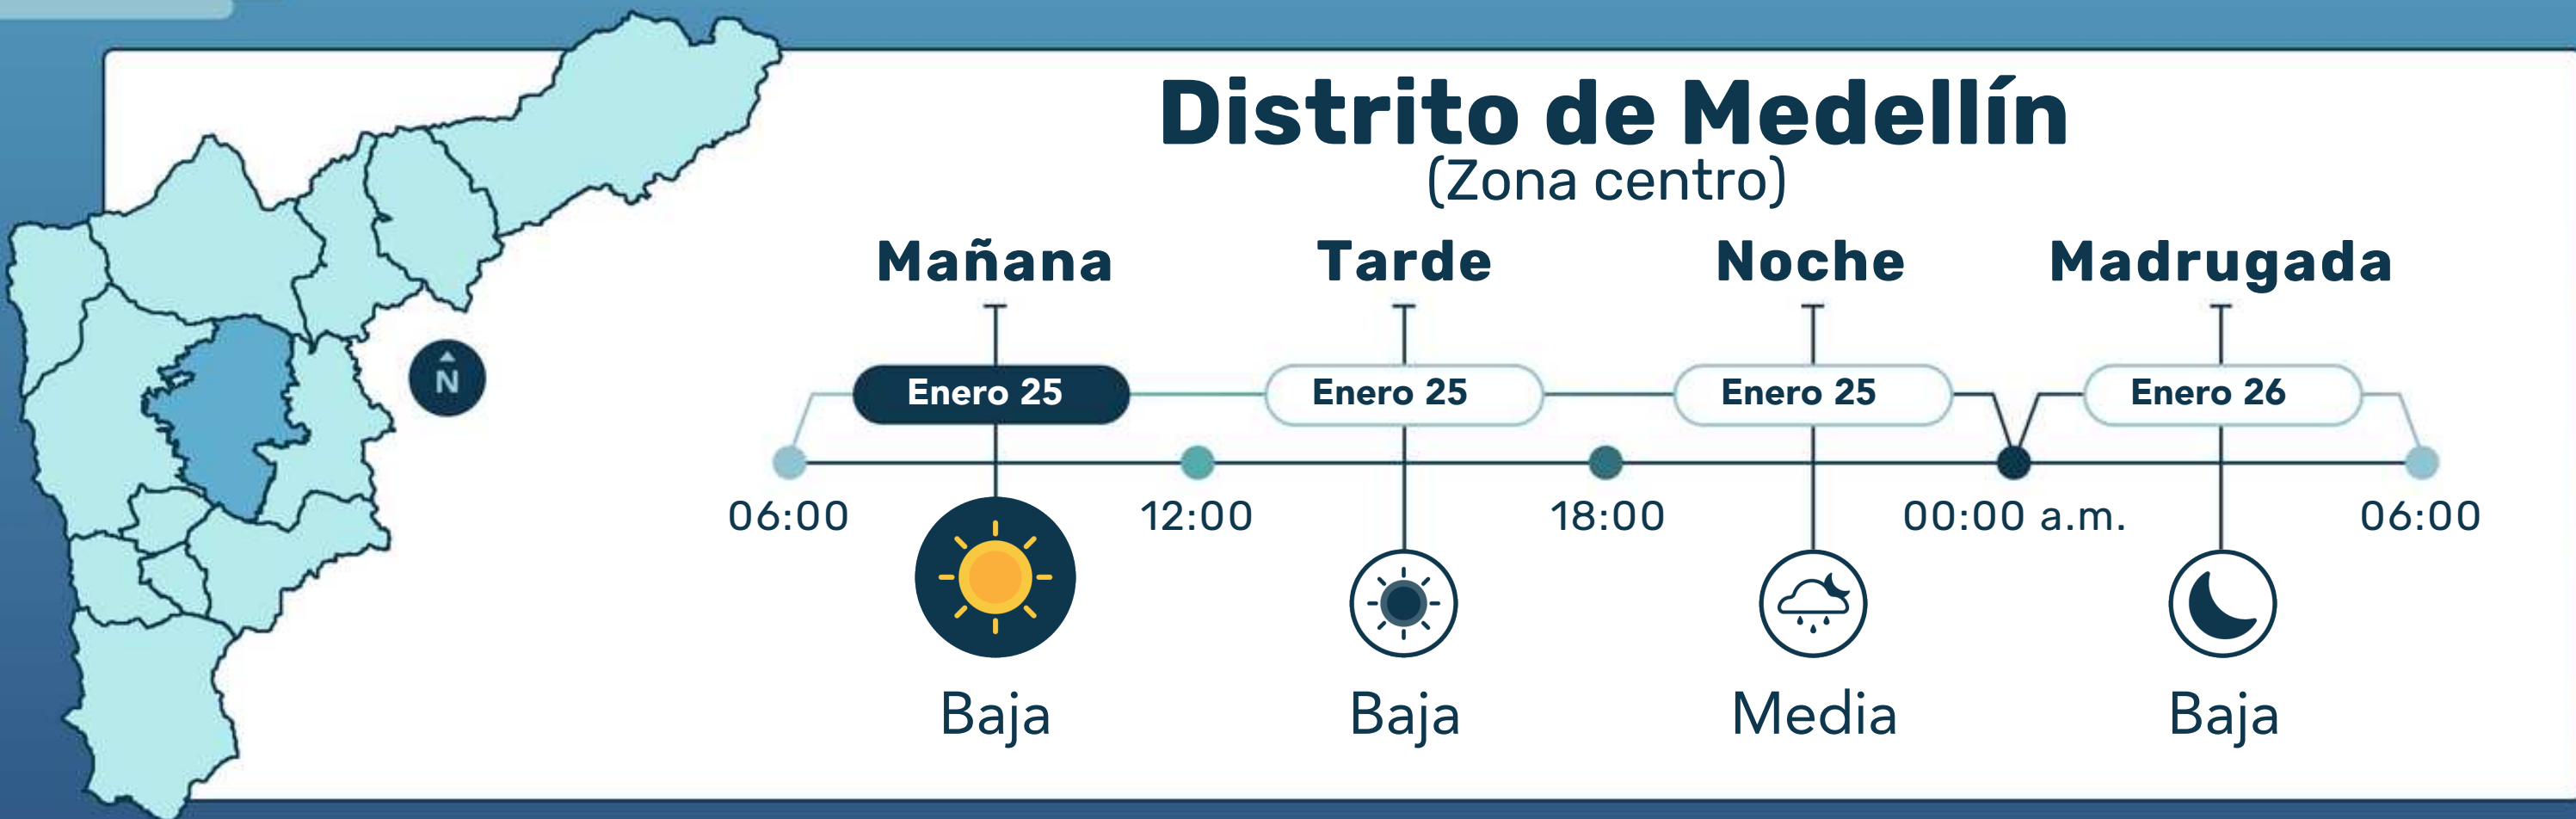 Distrito de Medellín
(Zona centro)
Mañana Tarde Noche Madrugada
Enero 25 Enero 25 Enero 25 Enero 26
N
06:00 12:00 18:00 00:00 a.m. 06:00
Baja Baja Media Baja